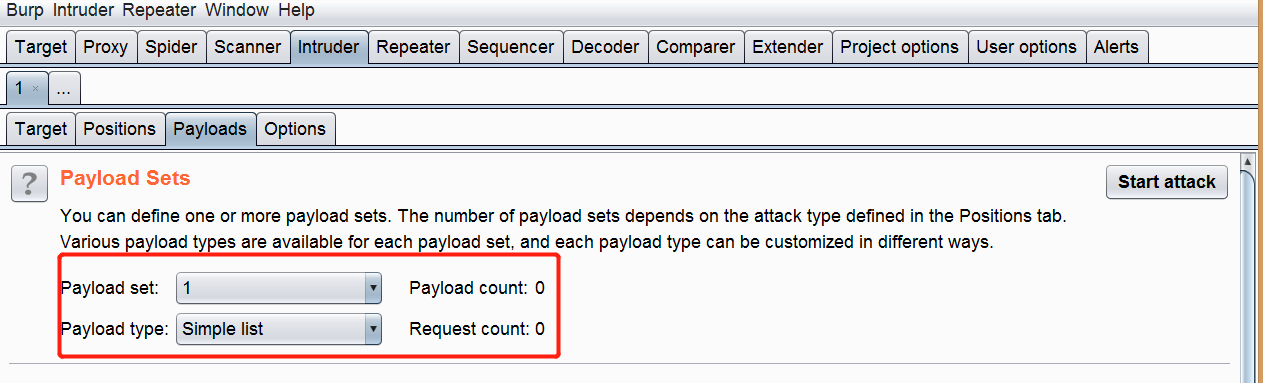 Burp Intruder Repeater Window Help
Target Proxy Spider Scanner Intruder Repeater Sequencer Decoder Comparer Extender Project options User options Alerts
1 × ...
Target Positions Payloads Options
? Payload Sets Start attack
You can define one or more payload sets. The number of payload sets depends on the attack type defined in the Positions tab.
Various payload types are available for each payload set, and each payload type can be customized in different ways.
Payload set: 1 Payload count: 0
Payload type: Simple list Request count: 0